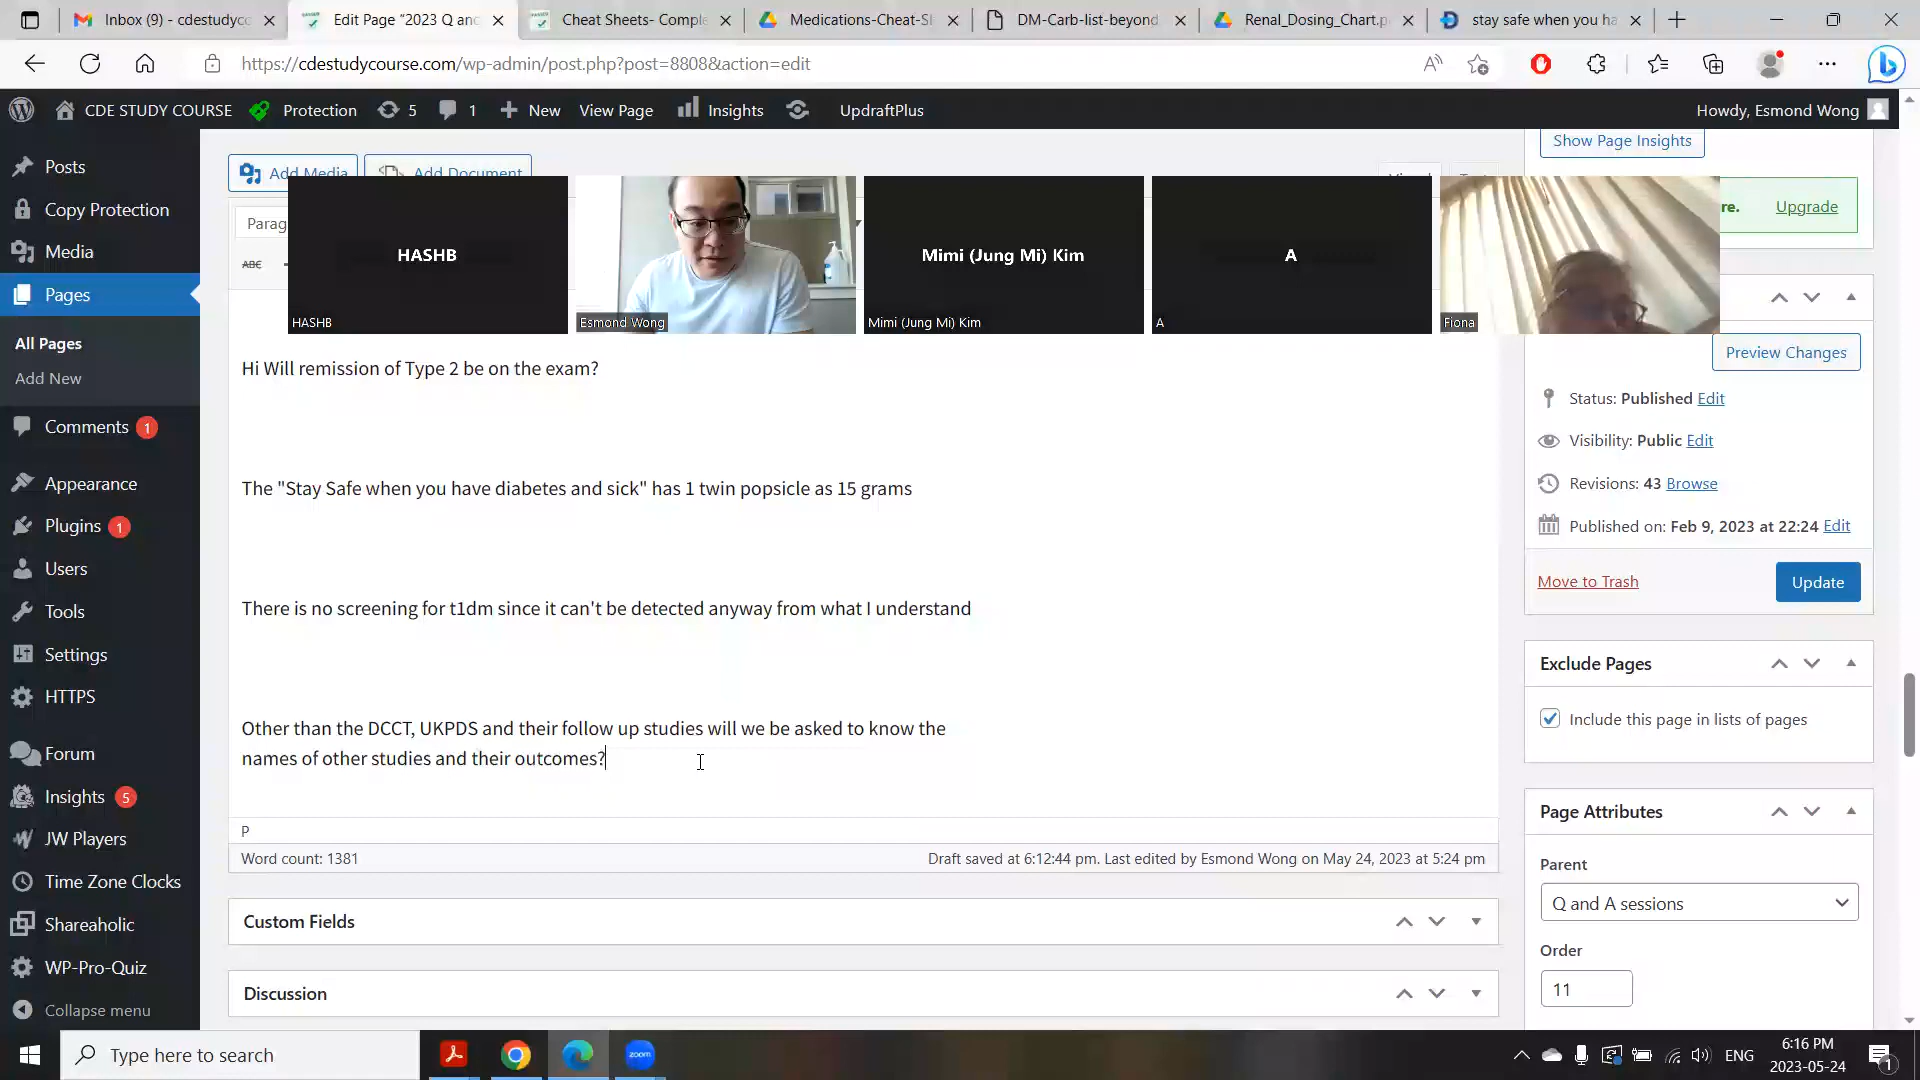 Inbox (9) - cdestudyco
Edit Page “2023 Q anc
Cheat Sheets- Comple
Medications-Cheat-Sh
DM-Carb-list-beyond
Renal_Dosing_Chart.p
stay safe when you ha
https://cdestudycourse.com/wp-admin/post.php?post=8808&action=edit
CDE STUDY COURSE
Protection
5
1
New
View Page
Insights
UpdraftPlus
Howdy, Esmond Wong
Posts
Copy Protection
Media
Pages
All Pages
Add New
Comments 1
Appearance
Plugins 1
Users
Tools
Settings
HTTPS
Forum
Insights 5
JW Players
Time Zone Clocks
Shareaholic
WP-Pro-Quiz
Collapse menu
Add Media
Add Document
Parag
ABC
HASHB
HASHB
Esmond Wong
Mimi (Jung Mi) Kim
Mimi (Jung Mi) Kim
A
A
Fiona
Hi Will remission of Type 2 be on the exam?
The "Stay Safe when you have diabetes and sick" has 1 twin popsicle as 15 grams
There is no screening for t1dm since it can't be detected anyway from what I understand
Other than the DCCT, UKPDS and their follow up studies will we be asked to know the
names of other studies and their outcomes?
P
Word count: 1381
Draft saved at 6:12:44 pm. Last edited by Esmond Wong on May 24, 2023 at 5:24 pm
Custom Fields
Discussion
Show Page Insights
re.
Upgrade
Preview Changes
Status: Published Edit
Visibility: Public Edit
Revisions: 43 Browse
Published on: Feb 9, 2023 at 22:24 Edit
Move to Trash
Update
Exclude Pages
Include this page in lists of pages
Page Attributes
Parent
Q and A sessions
Order
11
Type here to search
zoom
ENG
6:16 PM
2023-05-24
1